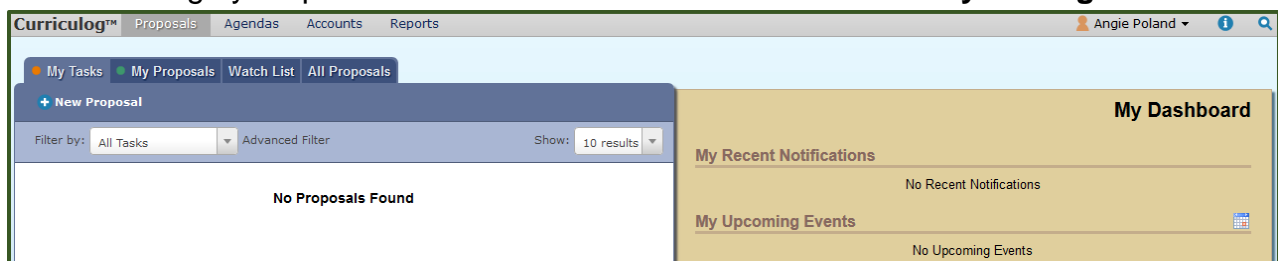 Curriculog™ Proposals Agendas Accounts Reports Angie Poland
My Tasks My Proposals Watch List All Proposals
New Proposal
Filter by: All Tasks Advanced Filter Show: 10 results
No Proposals Found
My Dashboard
My Recent Notifications
No Recent Notifications
My Upcoming Events
No Upcoming Events